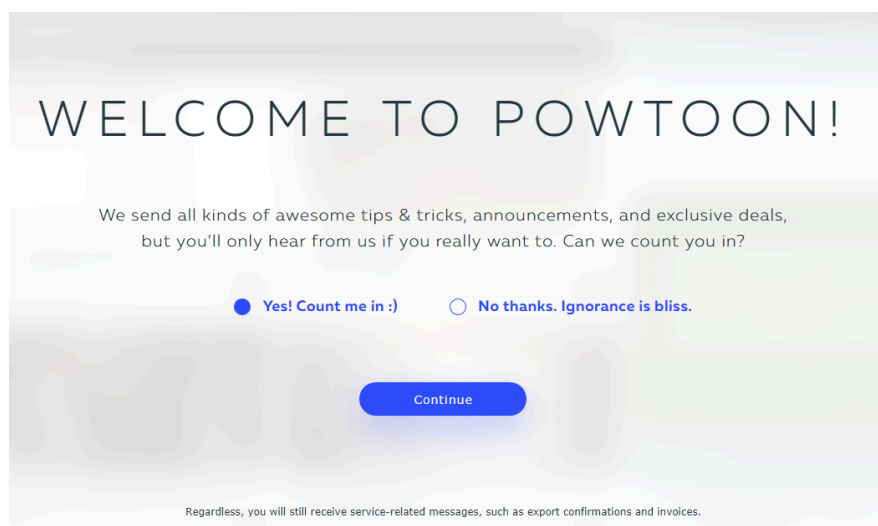 WELCOME TO POWTOON!
We send all kinds of awesome tips & tricks, announcements, and exclusive deals,
but you'll only hear from us if you really want to. Can we count you in?
Yes! Count me in :) No thanks. Ignorance is bliss.
Continue
Regardless, you will still receive service-related messages, such as export confirmations and invoices.